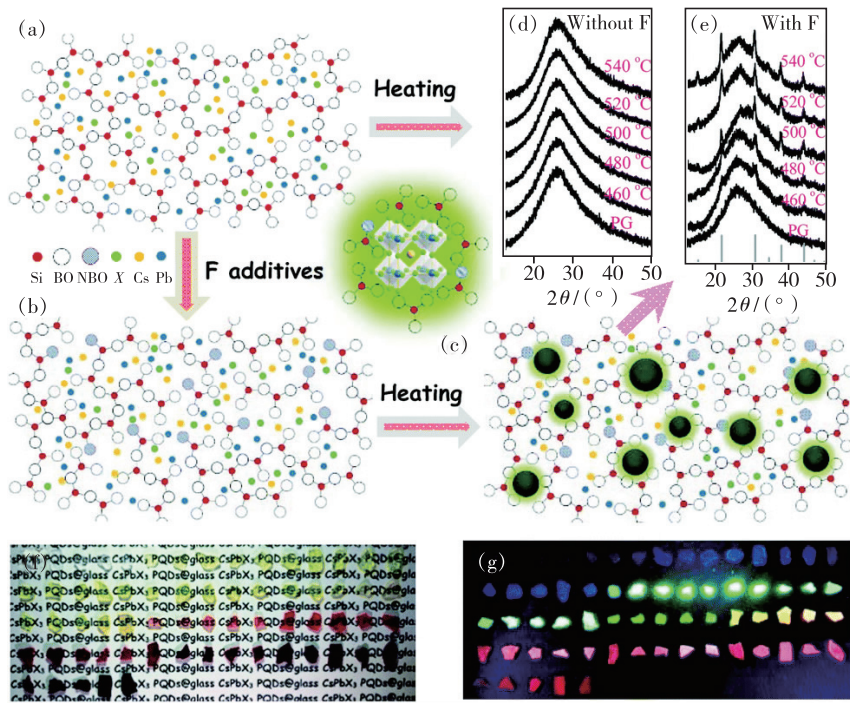 (a)
Heating
Si BO NBO X Cs Pb
F additives
(b)
Heating
(c)
(d) Without F
540 °C
520 °C
500 °C
480 °C
460 °C
PG
20 30 40 50
2θ/(°)
(e) With F
540 °C
520 °C
500 °C
480 °C
460 °C
PG
20 30 40 50
2θ/(°)
(f)
CsPbX₃ PQDs@glass CsPbX₃ PQDs@glass CsPbX₃ PQDs@glass
(g)